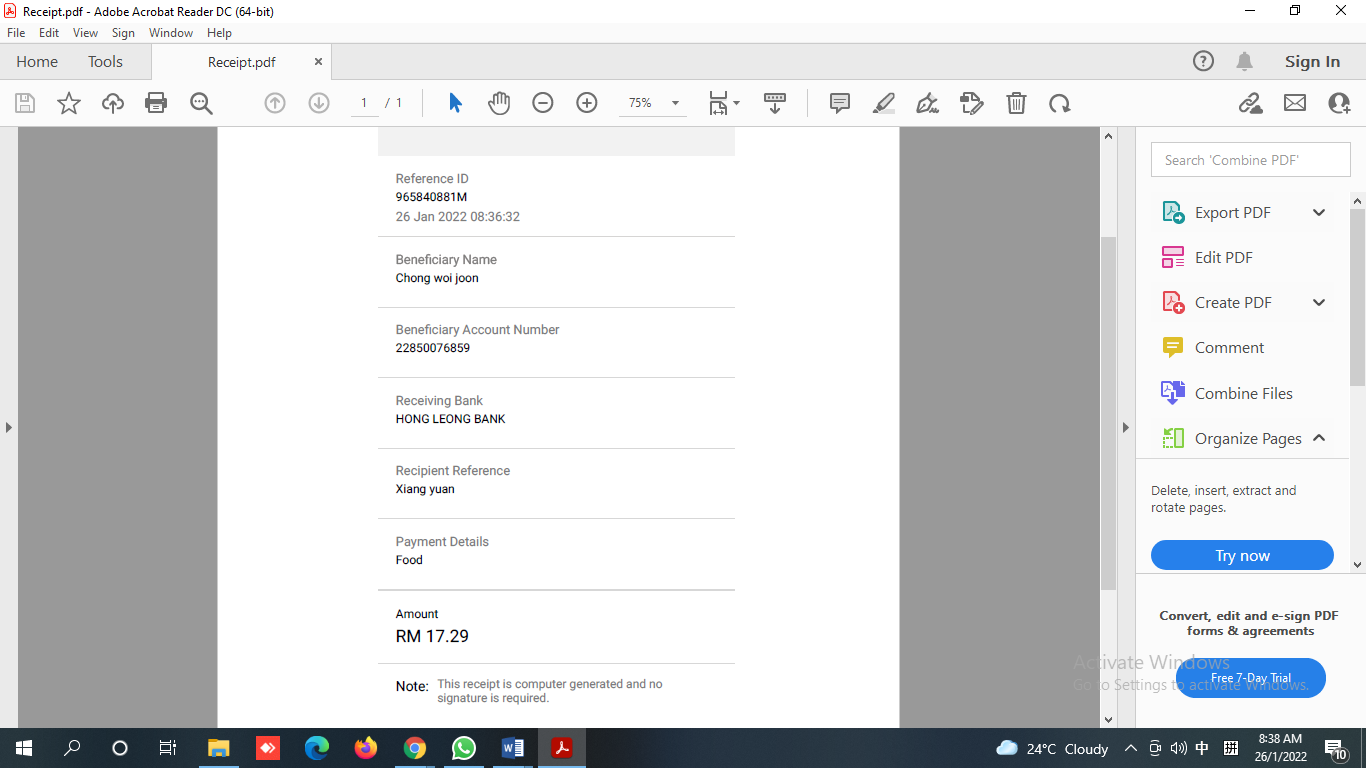 Receipt.pdf - Adobe Acrobat Reader DC (64-bit)
File Edit View Sign Window Help
Home Tools Receipt.pdf × Sign In
1 / 1 75%
Reference ID
965840881M
26 Jan 2022 08:36:32
Beneficiary Name
Chong woi joon
Beneficiary Account Number
22850076859
Receiving Bank
HONG LEONG BANK
Recipient Reference
Xiang yuan
Payment Details
Food
Amount
RM 17.29
Note: This receipt is computer generated and no
signature is required.
Search 'Combine PDF'
Export PDF
Edit PDF
Create PDF
Comment
Combine Files
Organize Pages
Delete, insert, extract and
rotate pages.
Try now
Convert, edit and e-sign PDF
forms & agreements
Activate Windows
Go to Settings to activate Windows.
Free 7-Day Trial
24°C Cloudy 中 8:38 AM
26/1/2022 10